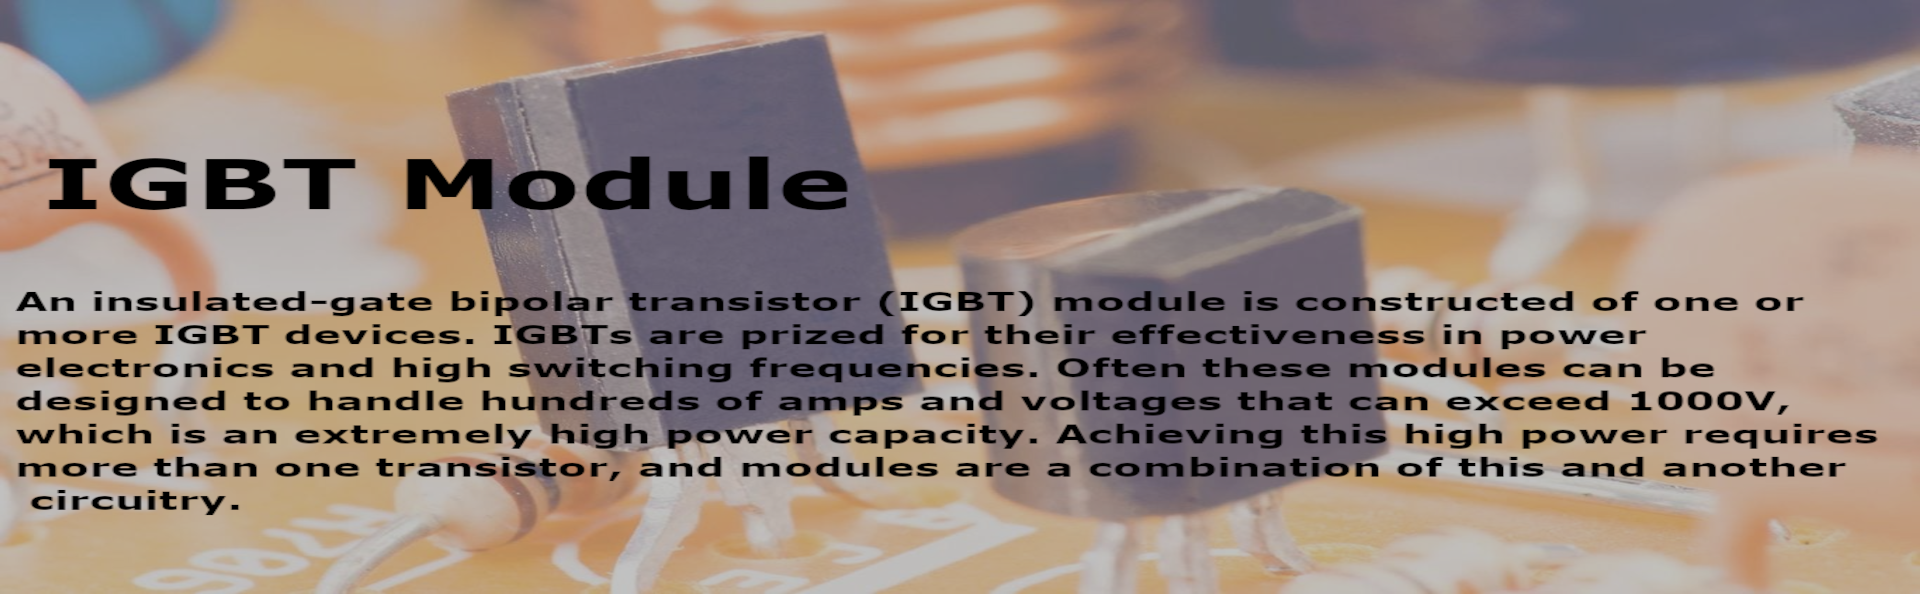 IGBT Module
An insulated-gate bipolar transistor (IGBT) module is constructed of one or
more IGBT devices. IGBTs are prized for their effectiveness in power
electronics and high switching frequencies. Often these modules can be
designed to handle hundreds of amps and voltages that can exceed 1000V,
which is an extremely high power capacity. Achieving this high power requires
more than one transistor, and modules are a combination of this and another
circuitry.